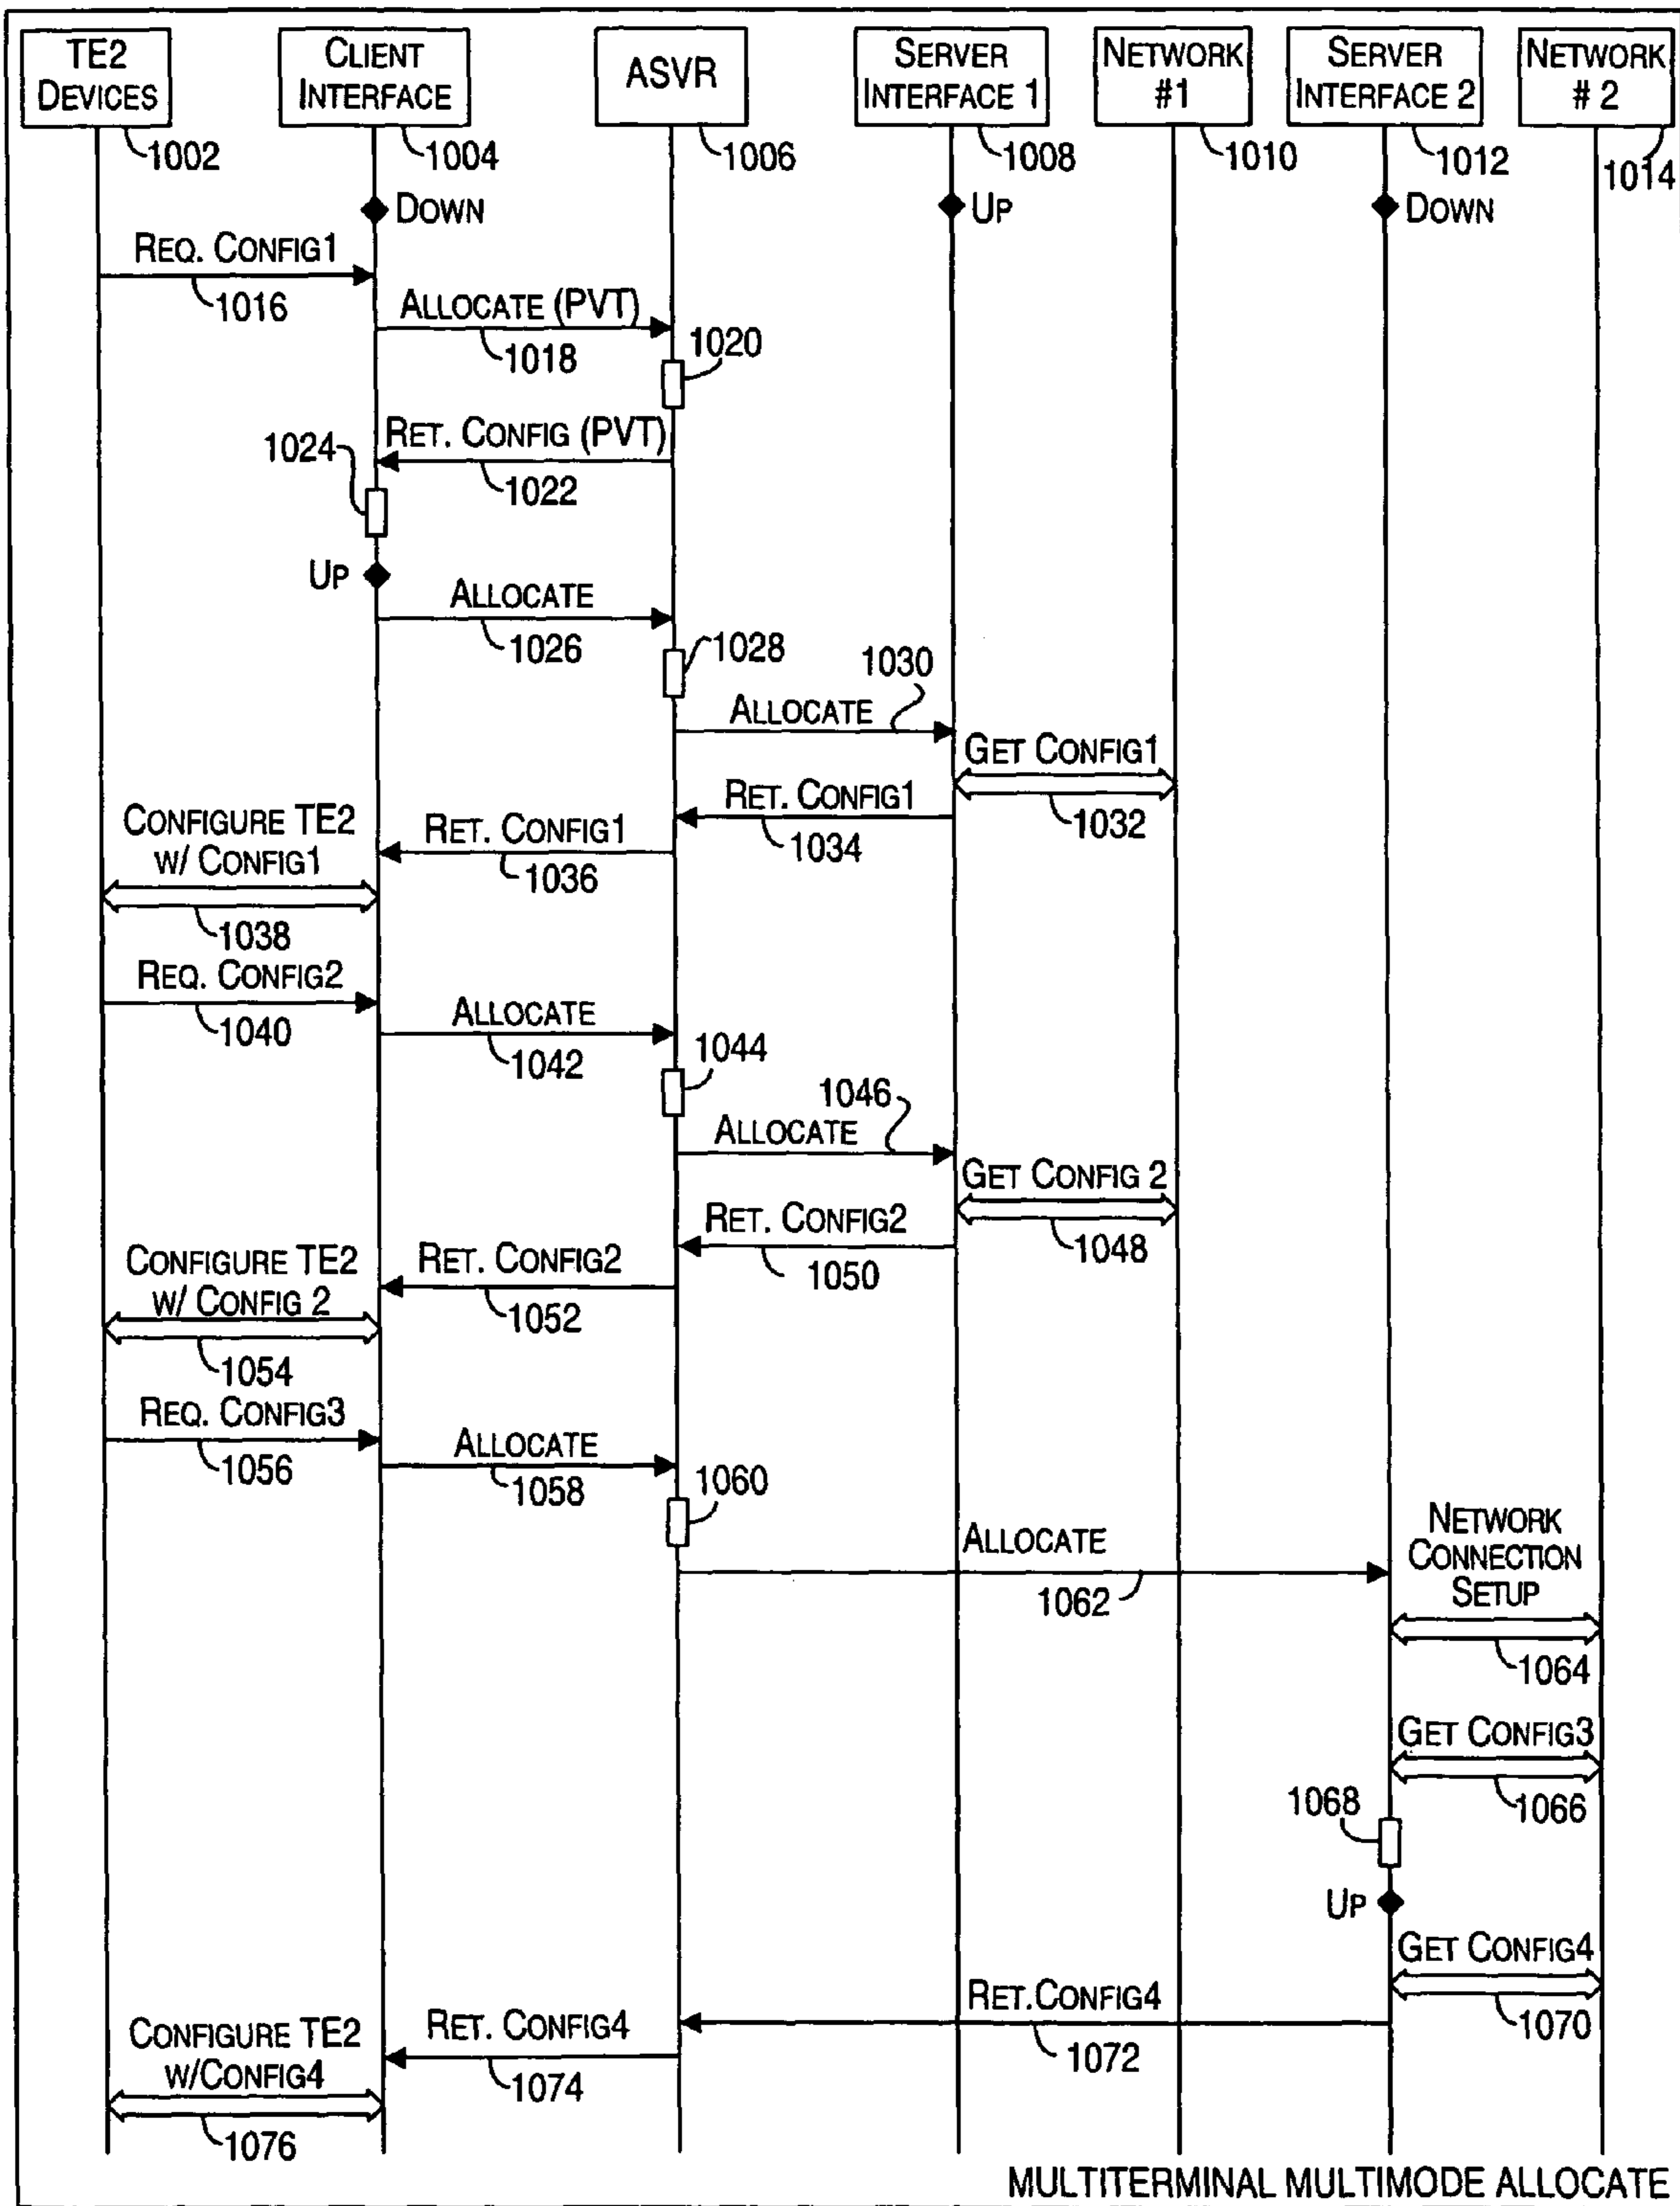 TE2
DEVICES
CLIENT
INTERFACE
ASVR
SERVER
INTERFACE 1
NETWORK
#1
SERVER
INTERFACE 2
NETWORK
# 2
1002
1004
1006
1008
1010
1012
1014
DOWN
UP
DOWN
REQ. CONFIG1
1016
ALLOCATE (PVT)
1018
1020
RET. CONFIG (PVT)
1022
1024
UP
ALLOCATE
1026
1028
1030
ALLOCATE
GET CONFIG1
1032
RET. CONFIG1
1034
RET. CONFIG1
1036
CONFIGURE TE2
W/ CONFIG1
1038
REQ. CONFIG2
1040
ALLOCATE
1042
1044
1046
ALLOCATE
GET CONFIG 2
1048
RET. CONFIG2
1050
RET. CONFIG2
1052
CONFIGURE TE2
W/ CONFIG 2
1054
REQ. CONFIG3
1056
ALLOCATE
1058
1060
ALLOCATE
1062
NETWORK
CONNECTION
SETUP
1064
GET CONFIG3
1066
1068
UP
GET CONFIG4
1070
RET.CONFIG4
1072
RET. CONFIG4
1074
CONFIGURE TE2
W/CONFIG4
1076
MULTITERMINAL MULTIMODE ALLOCATE